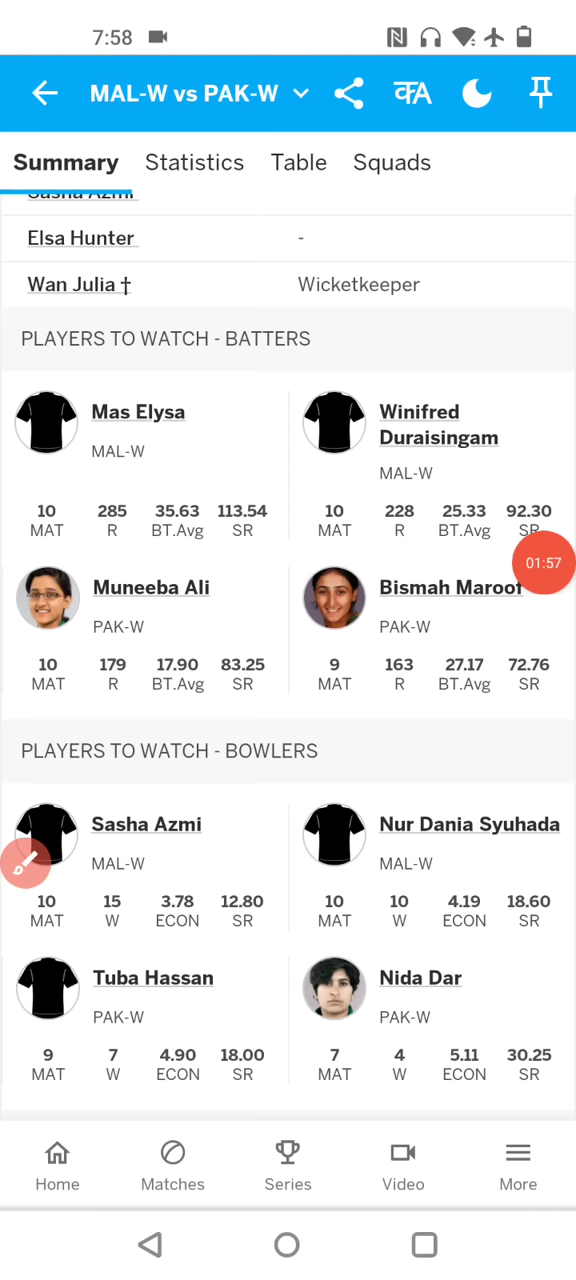 7:58
MAL-W vs PAK-W
Summary Statistics Table Squads
Sasha Azmi
Elsa Hunter -
Wan Julia † Wicketkeeper
PLAYERS TO WATCH - BATTERS
Mas Elysa
MAL-W
10 285 35.63 113.54
MAT R BT.Avg SR
Winifred
Duraisingam
MAL-W
10 228 25.33 92.30
MAT R BT.Avg SR
01:57
Muneeba Ali
PAK-W
10 179 17.90 83.25
MAT R BT.Avg SR
Bismah Maroof
PAK-W
9 163 27.17 72.76
MAT R BT.Avg SR
PLAYERS TO WATCH - BOWLERS
Sasha Azmi
MAL-W
10 15 3.78 12.80
MAT W ECON SR
Nur Dania Syuhada
MAL-W
10 10 4.19 18.60
MAT W ECON SR
Tuba Hassan
PAK-W
9 7 4.90 18.00
MAT W ECON SR
Nida Dar
PAK-W
7 4 5.11 30.25
MAT W ECON SR
Home Matches Series Video More